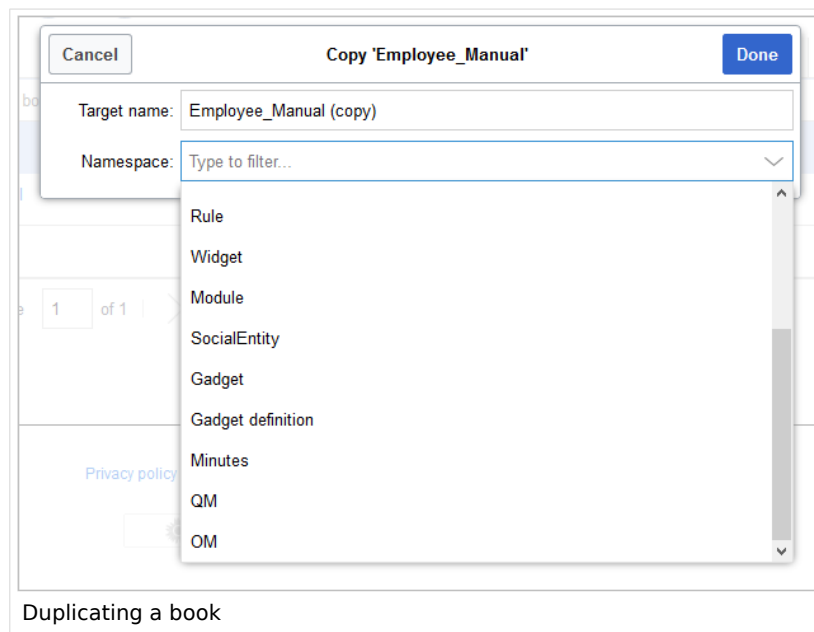 Cancel Copy 'Employee_Manual' Done
bo
Target name: Employee_Manual (copy)
Namespace: Type to filter...
Rule
Widget
Module
1 of 1
SocialEntity
Gadget
Gadget definition
Minutes
Privacy policy
QM
OM
Duplicating a book